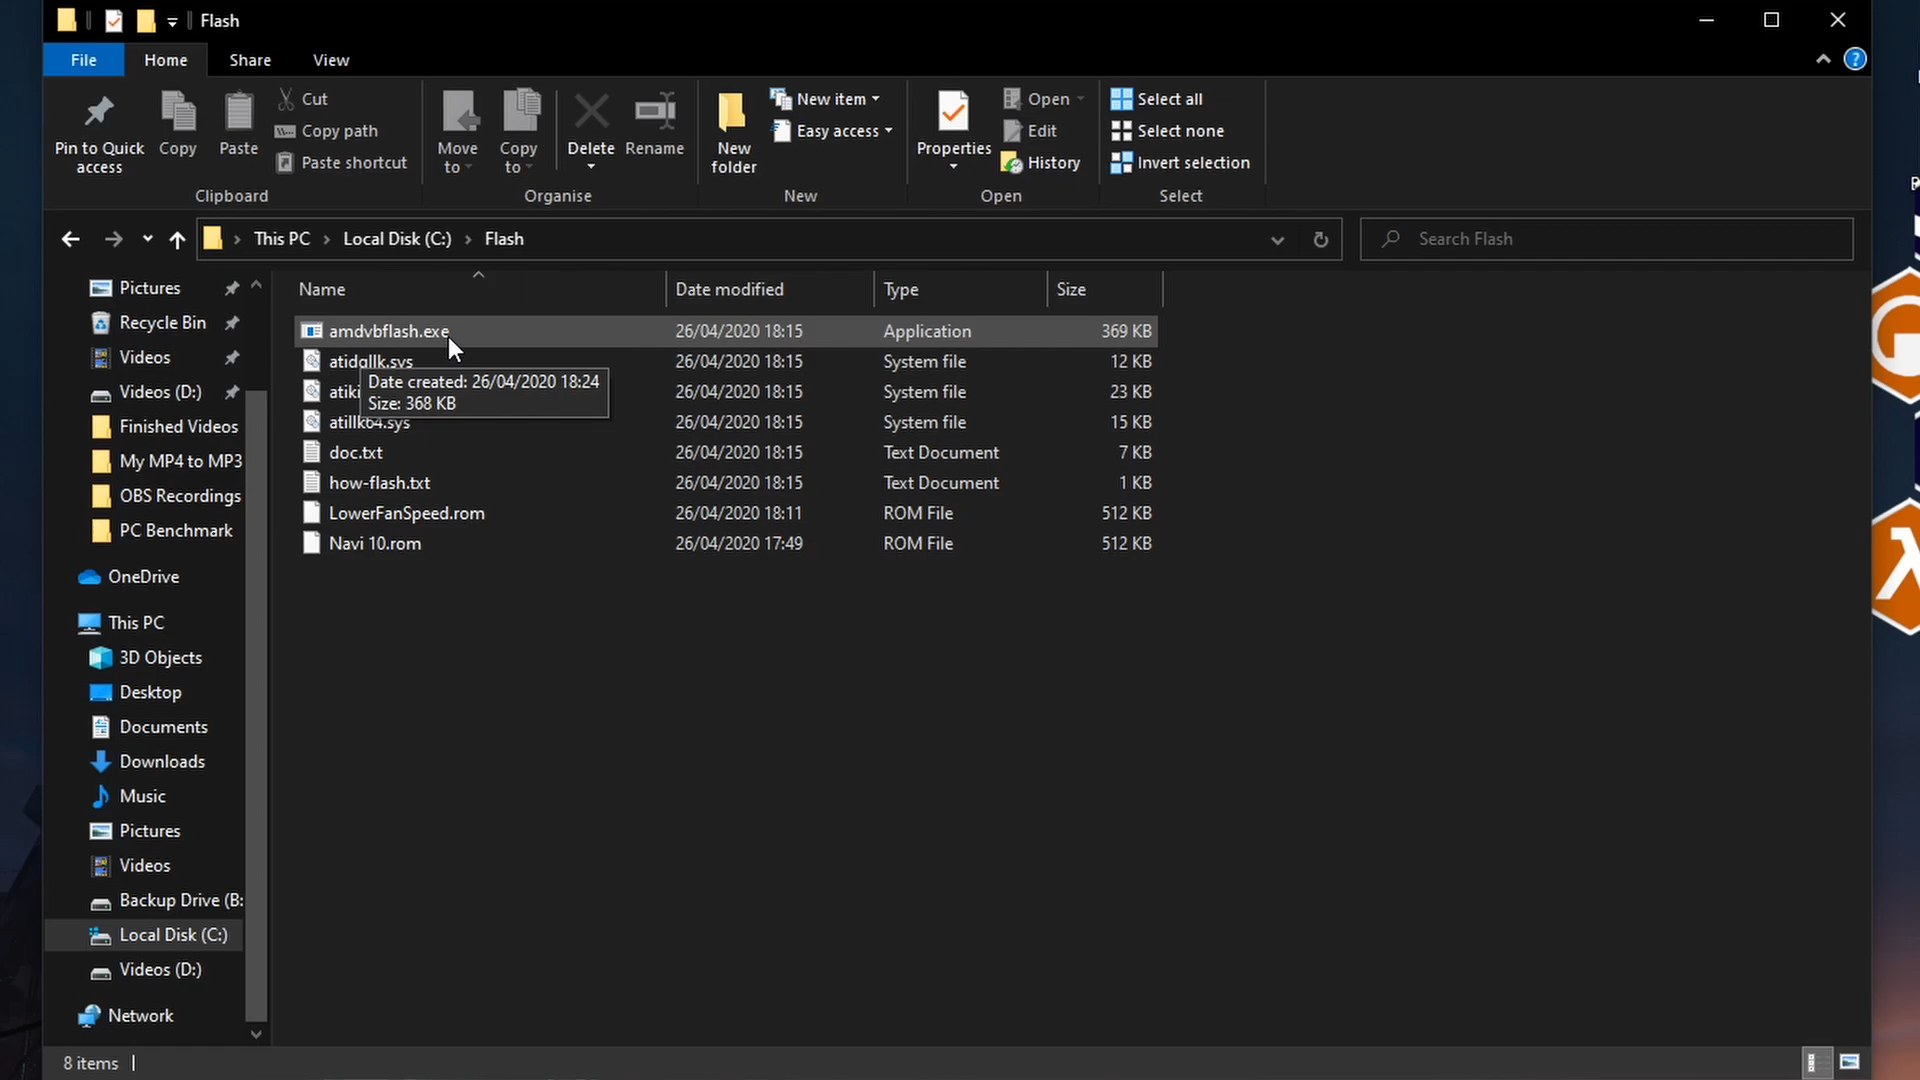 Flash
File Home Share View
Pin to Quick access
Copy
Paste
Cut
Copy path
Paste shortcut
Clipboard
Move to
Copy to
Delete
Rename
Organise
New folder
New item
Easy access
New
Properties
Open
Edit
History
Open
Select all
Select none
Invert selection
Select
This PC > Local Disk (C:) > Flash
Search Flash
Name Date modified Type Size
amdvbflash.exe 26/04/2020 18:15 Application 369 KB
atidgllk.sys 26/04/2020 18:15 System file 12 KB
atiki 26/04/2020 18:15 System file 23 KB
atillk64.sys 26/04/2020 18:15 System file 15 KB
doc.txt 26/04/2020 18:15 Text Document 7 KB
how-flash.txt 26/04/2020 18:15 Text Document 1 KB
LowerFanSpeed.rom 26/04/2020 18:11 ROM File 512 KB
Navi 10.rom 26/04/2020 17:49 ROM File 512 KB
Date created: 26/04/2020 18:24
Size: 368 KB
Pictures
Recycle Bin
Videos
Videos (D:)
Finished Videos
My MP4 to MP3
OBS Recordings
PC Benchmark
OneDrive
This PC
3D Objects
Desktop
Documents
Downloads
Music
Pictures
Videos
Backup Drive (B:
Local Disk (C:)
Videos (D:)
Network
8 items